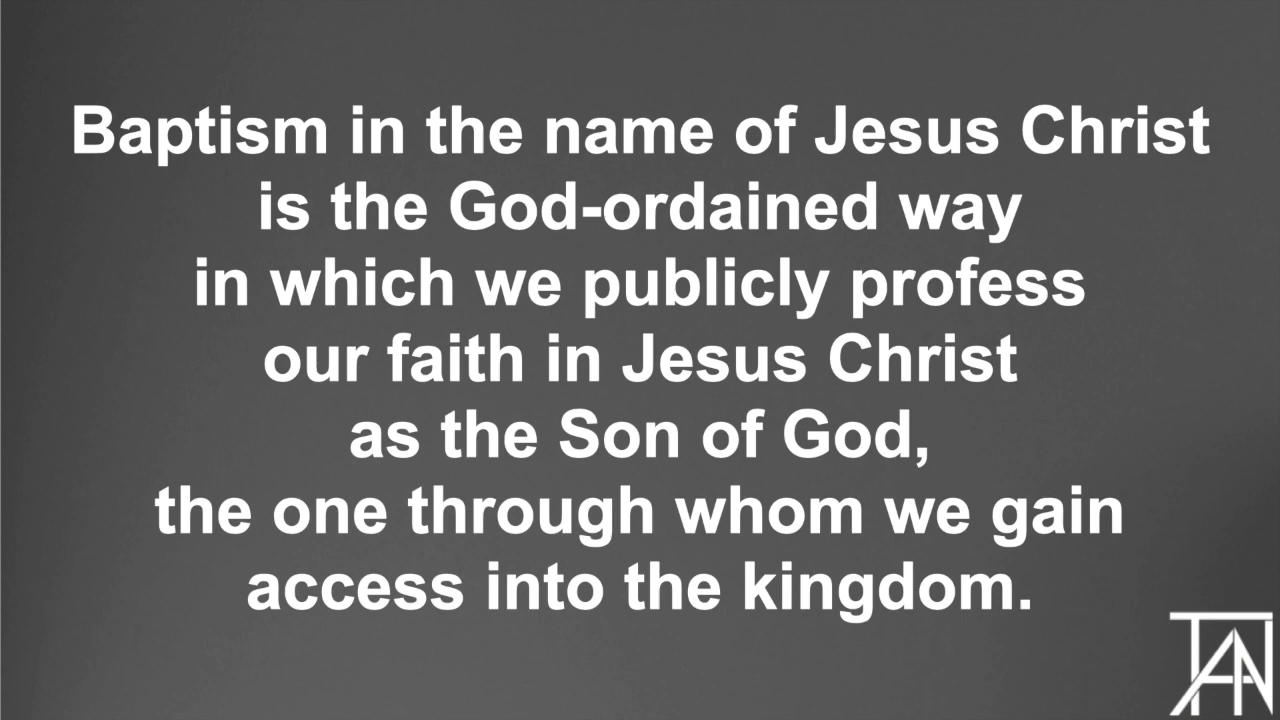 Baptism in the name of Jesus Christ
is the God-ordained way
in which we publicly profess
our faith in Jesus Christ
as the Son of God,
the one through whom we gain
access into the kingdom.
TAN